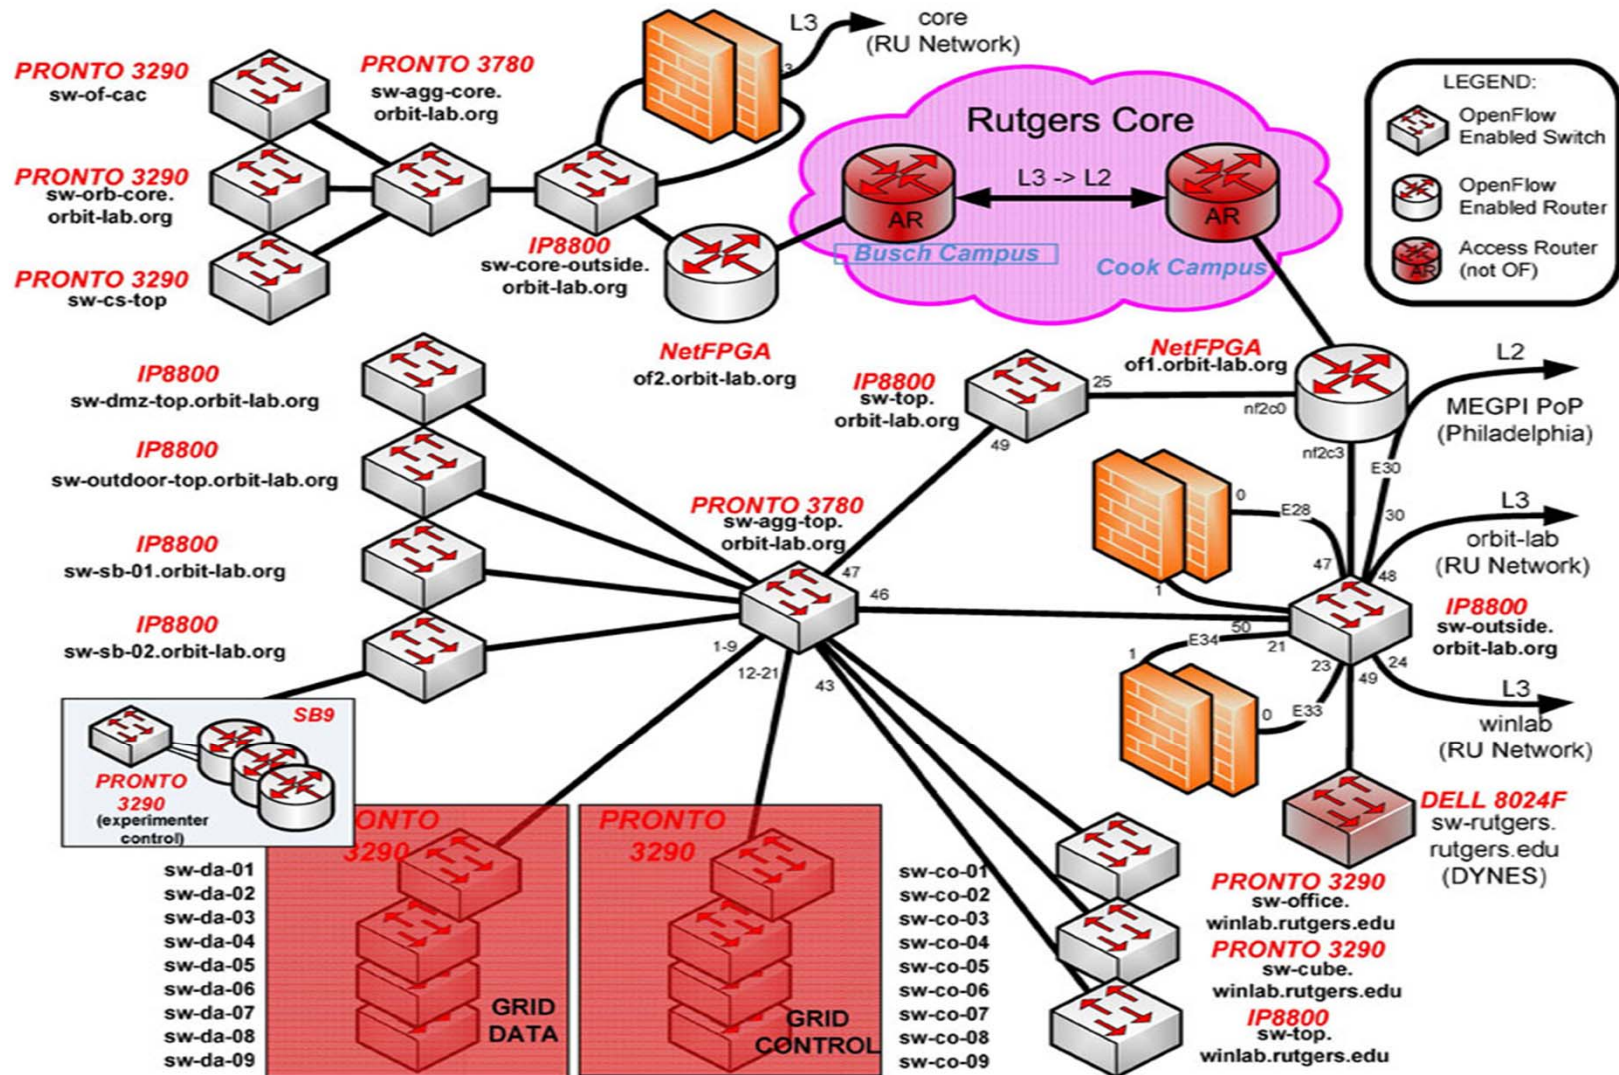 core
(RU Network)
L3
3
PRONTO 3290
sw-of-cac
PRONTO 3780
sw-agg-core.
orbit-lab.org
PRONTO 3290
sw-orb-core.
orbit-lab.org
PRONTO 3290
sw-cs-top
IP8800
sw-core-outside.
orbit-lab.org
NetFPGA
of2.orbit-lab.org
Rutgers Core
L3 -> L2
AR
AR
Busch Campus
Cook Campus
LEGEND:
OpenFlow
Enabled Switch
OpenFlow
Enabled Router
AR
Access Router
(not OF)
IP8800
sw-dmz-top.orbit-lab.org
IP8800
sw-outdoor-top.orbit-lab.org
IP8800
sw-sb-01.orbit-lab.org
IP8800
sw-sb-02.orbit-lab.org
IP8800
sw-top.
orbit-lab.org
25
49
NetFPGA
of1.orbit-lab.org
nf2c0
nf2c3
L2
MEGPI PoP
(Philadelphia)
E30
30
0
E28
47
1
48
L3
orbit-lab
(RU Network)
PRONTO 3780
sw-agg-top.
orbit-lab.org
47
46
1-9
12-21
43
IP8800
sw-outside.
orbit-lab.org
50
21
E34
1
23
49
24
0
E33
L3
winlab
(RU Network)
DELL 8024F
sw-rutgers.
rutgers.edu
(DYNES)
SB9
PRONTO
3290
(experimenter
control)
ONTO
3290
sw-da-01
sw-da-02
sw-da-03
sw-da-04
sw-da-05
sw-da-06
sw-da-07
sw-da-08
sw-da-09
GRID
DATA
PRONTO
3290
GRID
CONTROL
sw-co-01
sw-co-02
sw-co-03
sw-co-04
sw-co-05
sw-co-06
sw-co-07
sw-co-08
sw-co-09
PRONTO 3290
sw-office.
winlab.rutgers.edu
PRONTO 3290
sw-cube.
winlab.rutgers.edu
IP8800
sw-top.
winlab.rutgers.edu